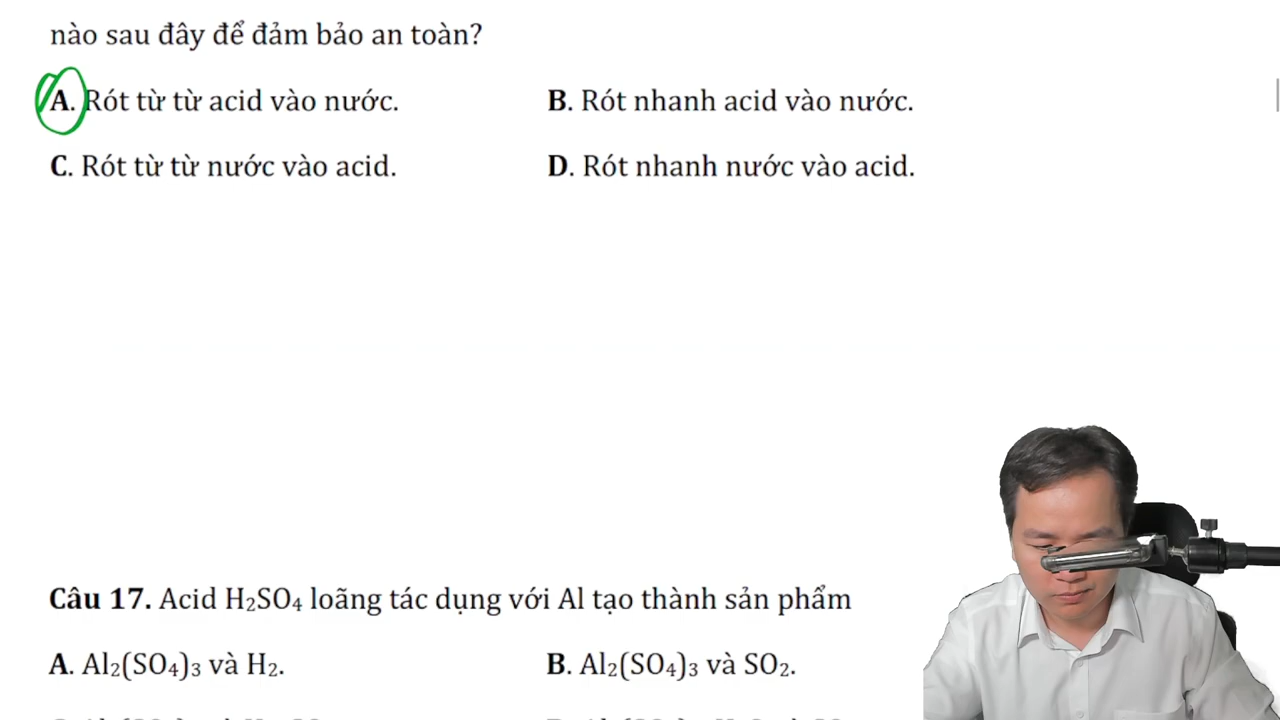 nào sau đây để đảm bảo an toàn?
A. Rót từ từ acid vào nước. B. Rót nhanh acid vào nước.
C. Rót từ từ nước vào acid. D. Rót nhanh nước vào acid.
Câu 17. Acid H₂SO₄ loãng tác dụng với Al tạo thành sản phẩm
A. Al₂(SO₄)₃ và H₂. B. Al₂(SO₄)₃ và SO₂.